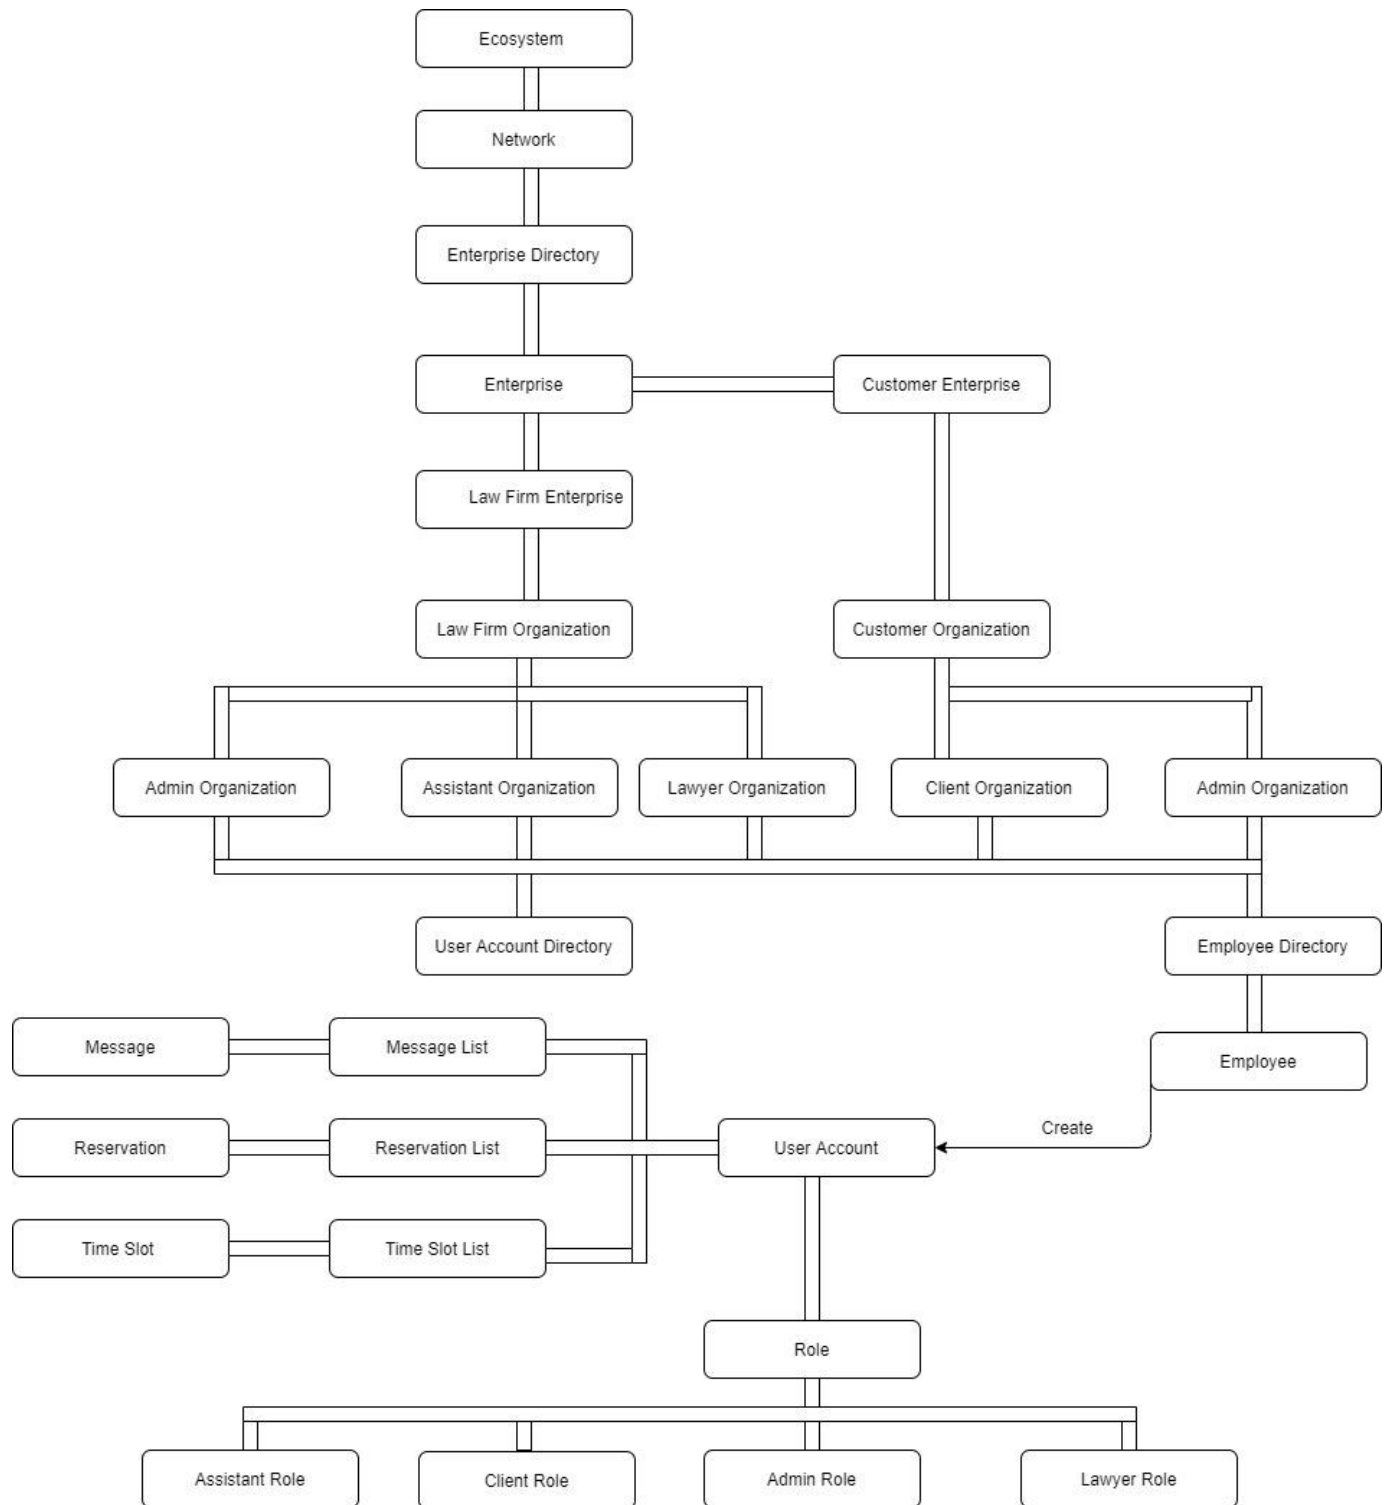 Ecosystem
Network
Enterprise Directory
Enterprise
Customer Enterprise
Law Firm Enterprise
Law Firm Organization
Customer Organization
Admin Organization
Assistant Organization
Lawyer Organization
Client Organization
Admin Organization
User Account Directory
Employee Directory
Message
Message List
Employee
Create
Reservation
Reservation List
User Account
Time Slot
Time Slot List
Role
Assistant Role
Client Role
Admin Role
Lawyer Role